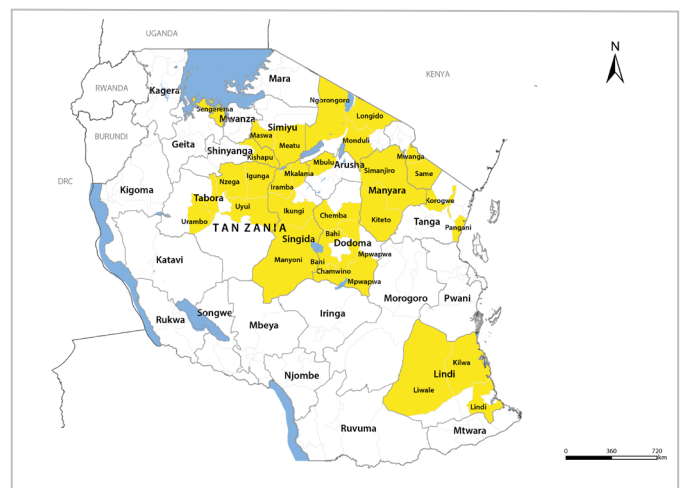 UGANDA
N
KENYA
RWANDA
Kagera
Mara
Ngorongoro
Sengerema
Mwanza
Longido
BURUNDI
Simiyu
Maswa
Geita
Meatu
Monduli
Shinyanga
Kishapu
Mbulu
Arusha
Mwanga
DRC
Kigoma
Nzega
Igunga
Mkalama
Simanjiro
Same
Iramba
Manyara
Tabora
Uyui
Ikungi
Chemba
Korogwe
Urambo
Kiteto
Tanga
Pangani
TANZANIA
Bahi
Singida
Dodoma
Katavi
Manyoni
Bahi
Mpwapwa
Chamwino
Mpwapwa
Morogoro
Pwani
Rukwa
Songwe
Mbeya
Iringa
Kilwa
Njombe
Lindi
Liwale
Lindi
Ruvuma
Mtwara
0 360 720
km